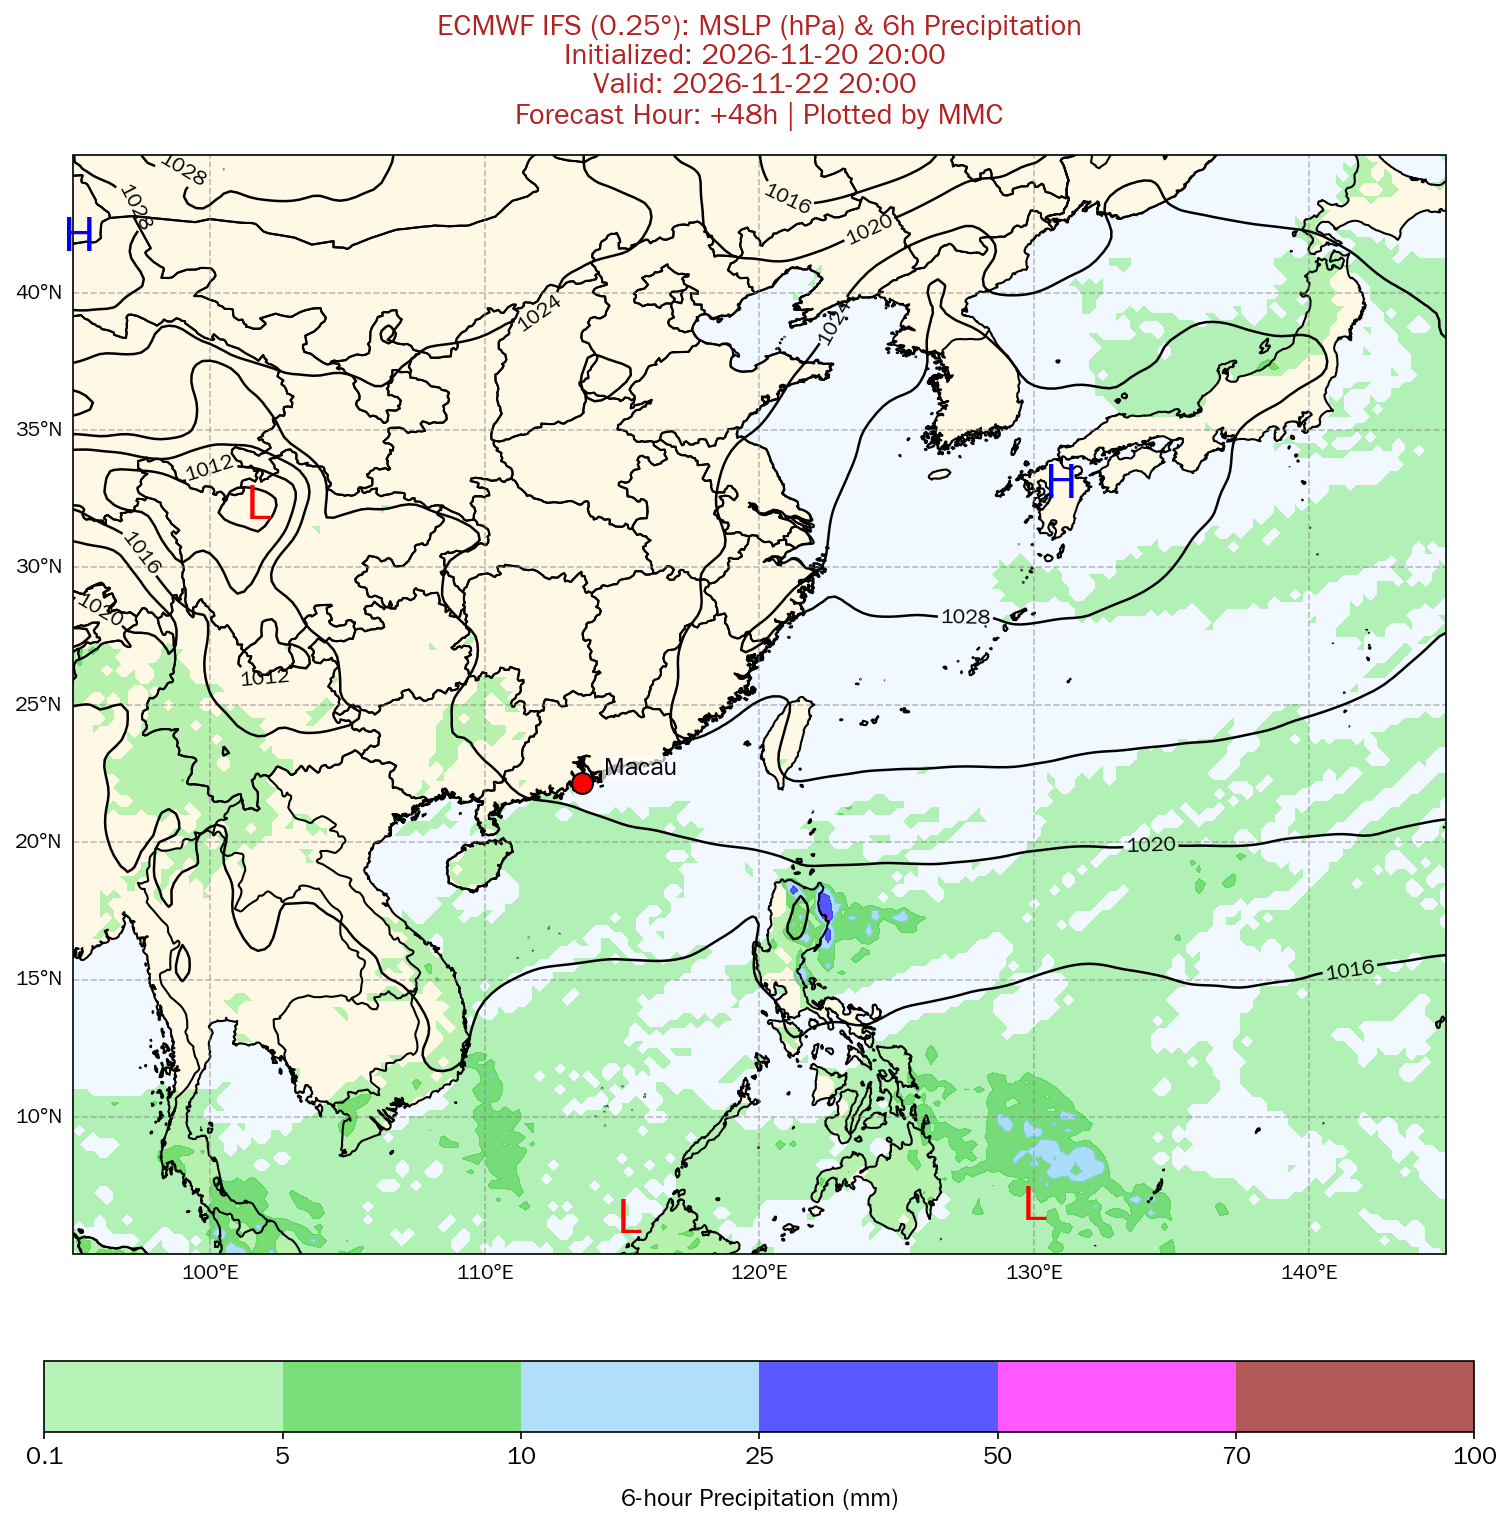 ECMWF IFS (0.25°): MSLP (hPa) & 6h Precipitation
Initialized: 2026-11-20 20:00
Valid: 2026-11-22 20:00
Forecast Hour: +48h | Plotted by MMC
1028
1028
1016
1020
H
40°N
1024
1024
35°N
1012
H
L
1016
30°N
1020
1028
1012
25°N
Macau
20°N
1020
15°N
1016
10°N
L
L
100°E 110°E 120°E 130°E 140°E
0.1 5 10 25 50 70 100
6-hour Precipitation (mm)